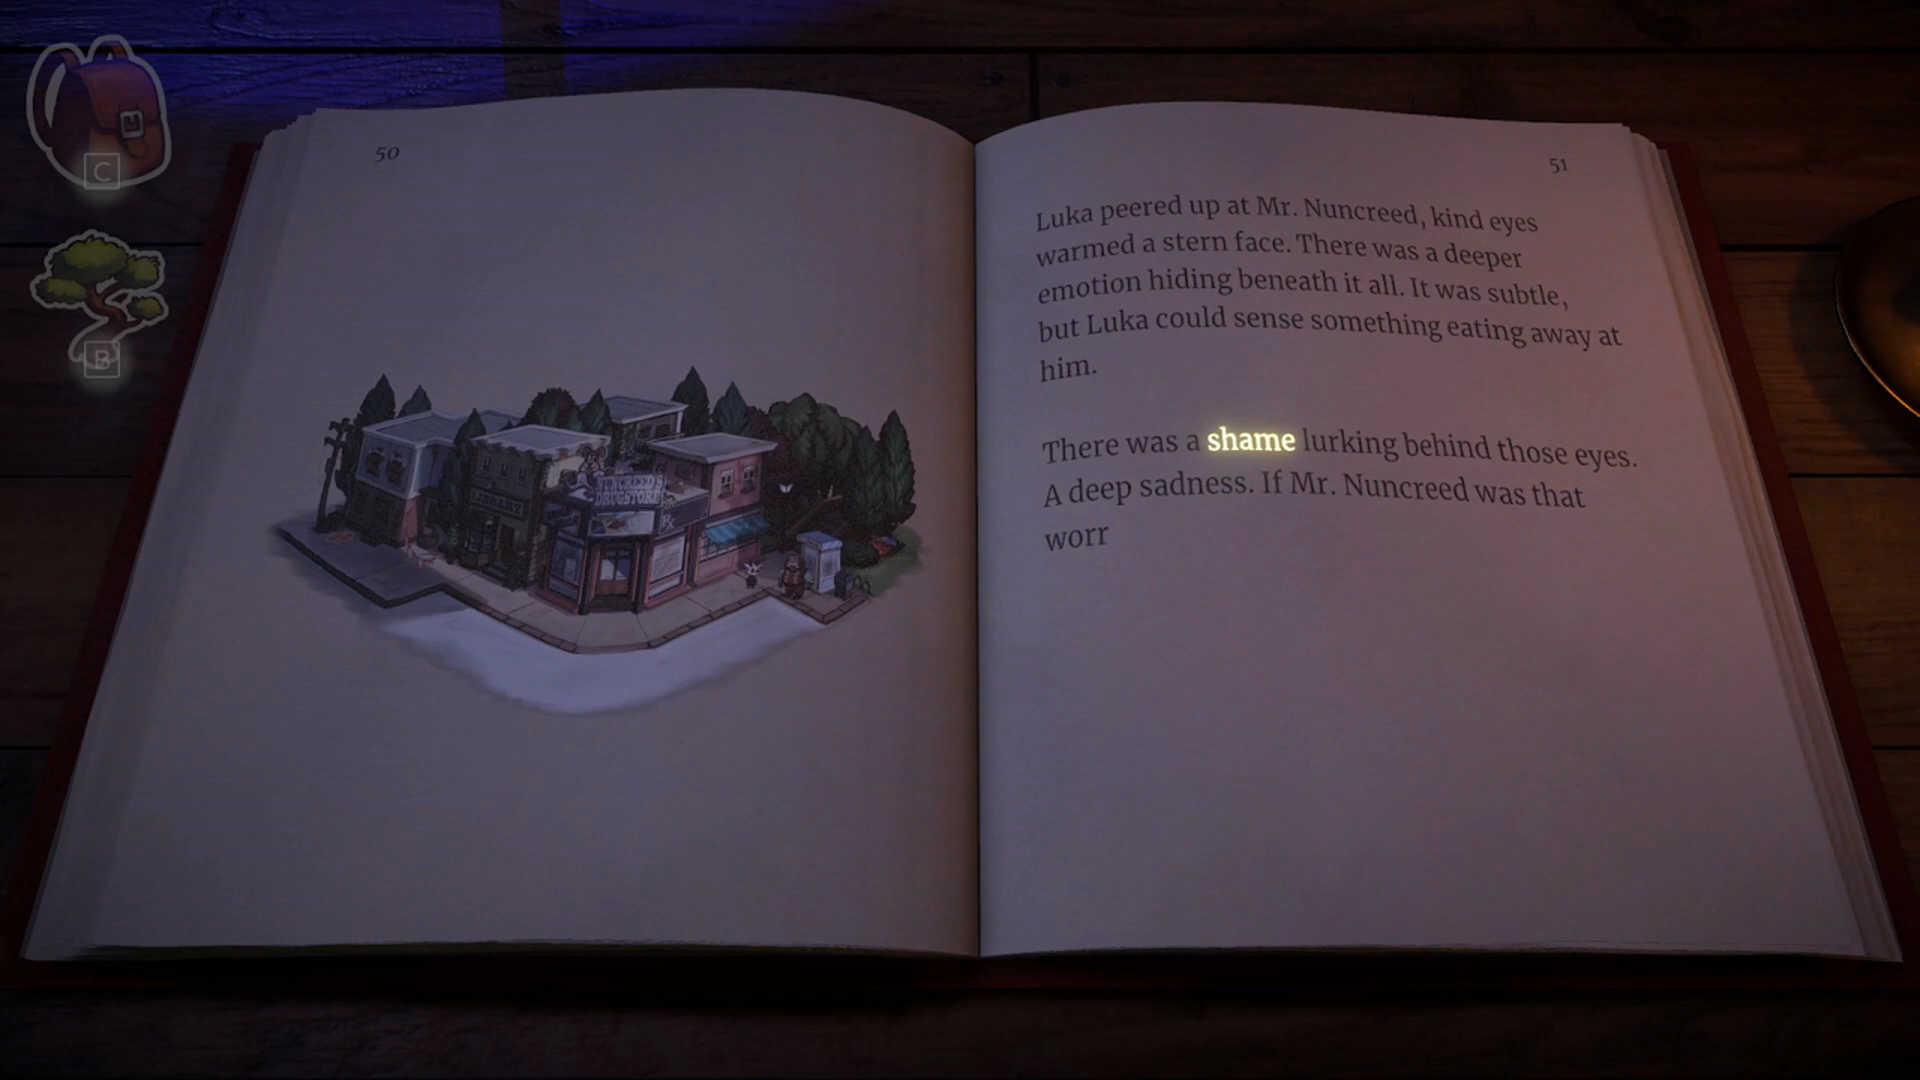 C
B
50
LIBRARY
NUNCREED'S
DRUGSTORE
Rx
51
Luka peered up at Mr. Nuncreed, kind eyes
warmed a stern face. There was a deeper
emotion hiding beneath it all. It was subtle,
but Luka could sense something eating away at
him.
There was a shame lurking behind those eyes.
A deep sadness. If Mr. Nuncreed was that
worr